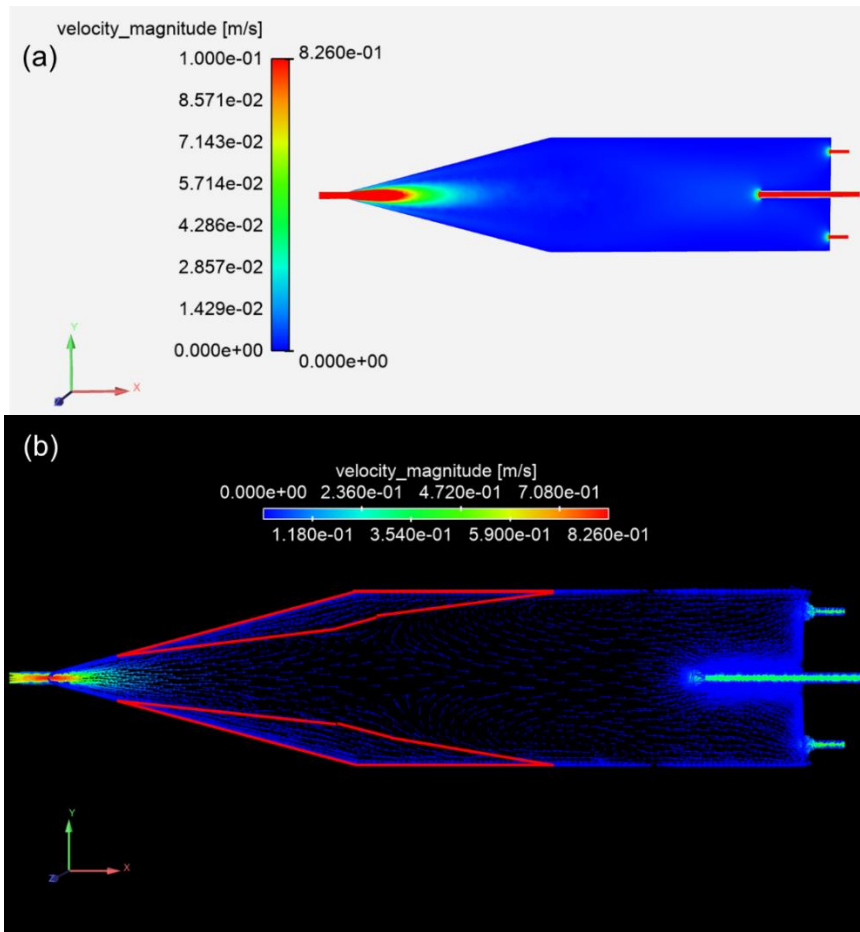 velocity_magnitude [m/s]
(a)
1.000e-01 8.260e-01
8.571e-02
7.143e-02
5.714e-02
4.286e-02
2.857e-02
1.429e-02
0.000e+00 0.000e+00
Y
X
(b)
velocity_magnitude [m/s]
0.000e+00 2.360e-01 4.720e-01 7.080e-01
1.180e-01 3.540e-01 5.900e-01 8.260e-01
Y
Z X